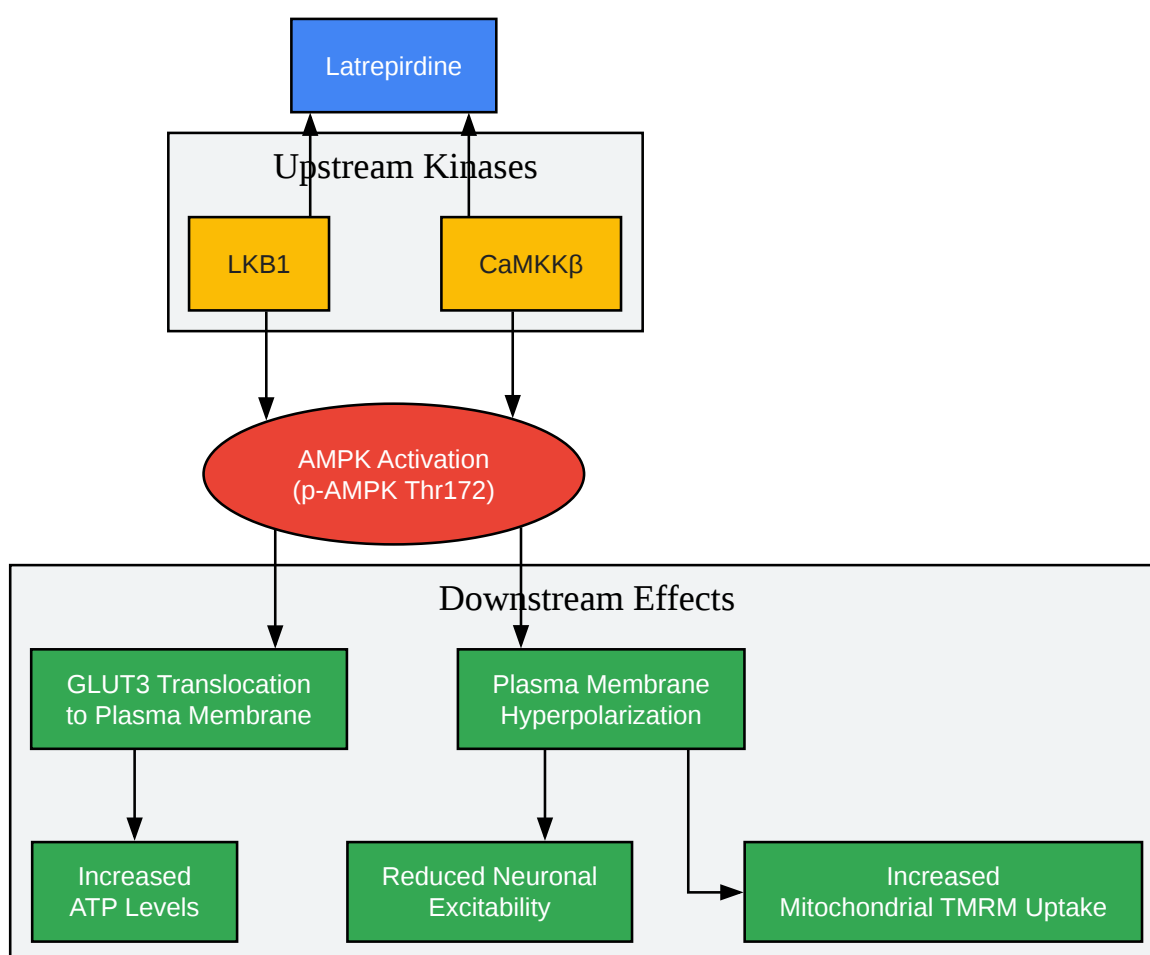 Latrepirdine
Upstream Kinases
LKB1
CaMKKβ
AMPK Activation
(p-AMPK Thr172)
Downstream Effects
GLUT3 Translocation
to Plasma Membrane
Plasma Membrane
Hyperpolarization
Increased
ATP Levels
Reduced Neuronal
Excitability
Increased
Mitochondrial TMRM Uptake